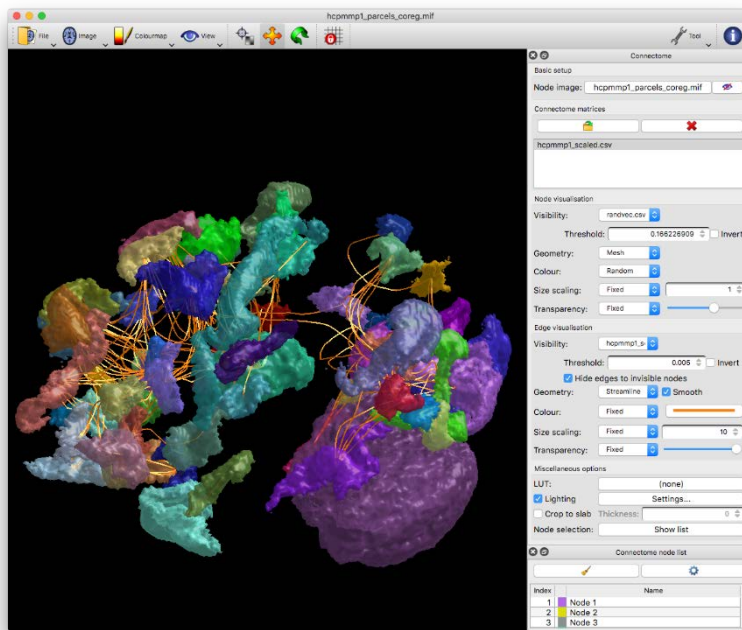 hcpmmp1_parcels_coreg.mif
File Image Colourmap View Tool
Connectome
Basic setup
Node image: hcpmmp1_parcels_coreg.mif
Connectome matrices
hcpmmp1_scaled.csv
Node visualisation
Visibility: randvec.csv
Threshold: 0.166226909 Invert
Geometry: Mesh
Colour: Random
Size scaling: Fixed 1
Transparency: Fixed
Edge visualisation
Visibility: hcpmmp1_s
Threshold: 0.005 Invert
Hide edges to invisible nodes
Geometry: Streamline Smooth
Colour: Fixed
Size scaling: Fixed 10
Transparency: Fixed
Miscellaneous options
LUT: (none)
Lighting Settings...
Crop to slab Thickness: 0
Node selection: Show list
Connectome node list
Index Name
1 Node 1
2 Node 2
3 Node 3